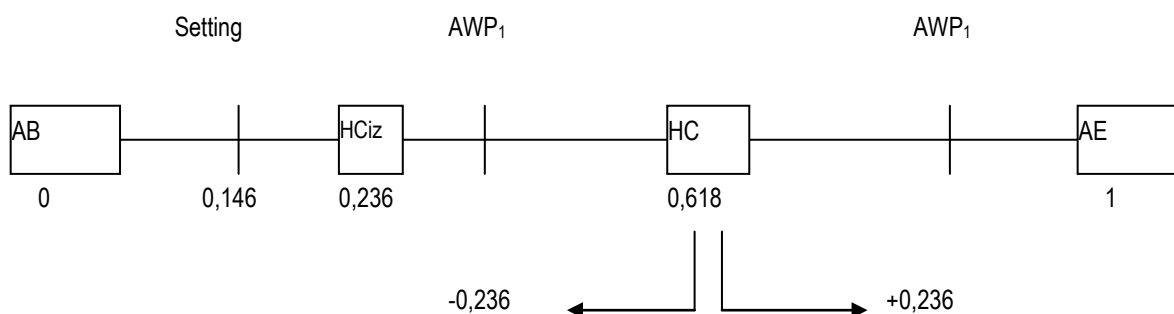 Setting AWP₁ AWP₁
AB HCiz HC AE
0 0,146 0,236 0,618 1
-0,236 +0,236